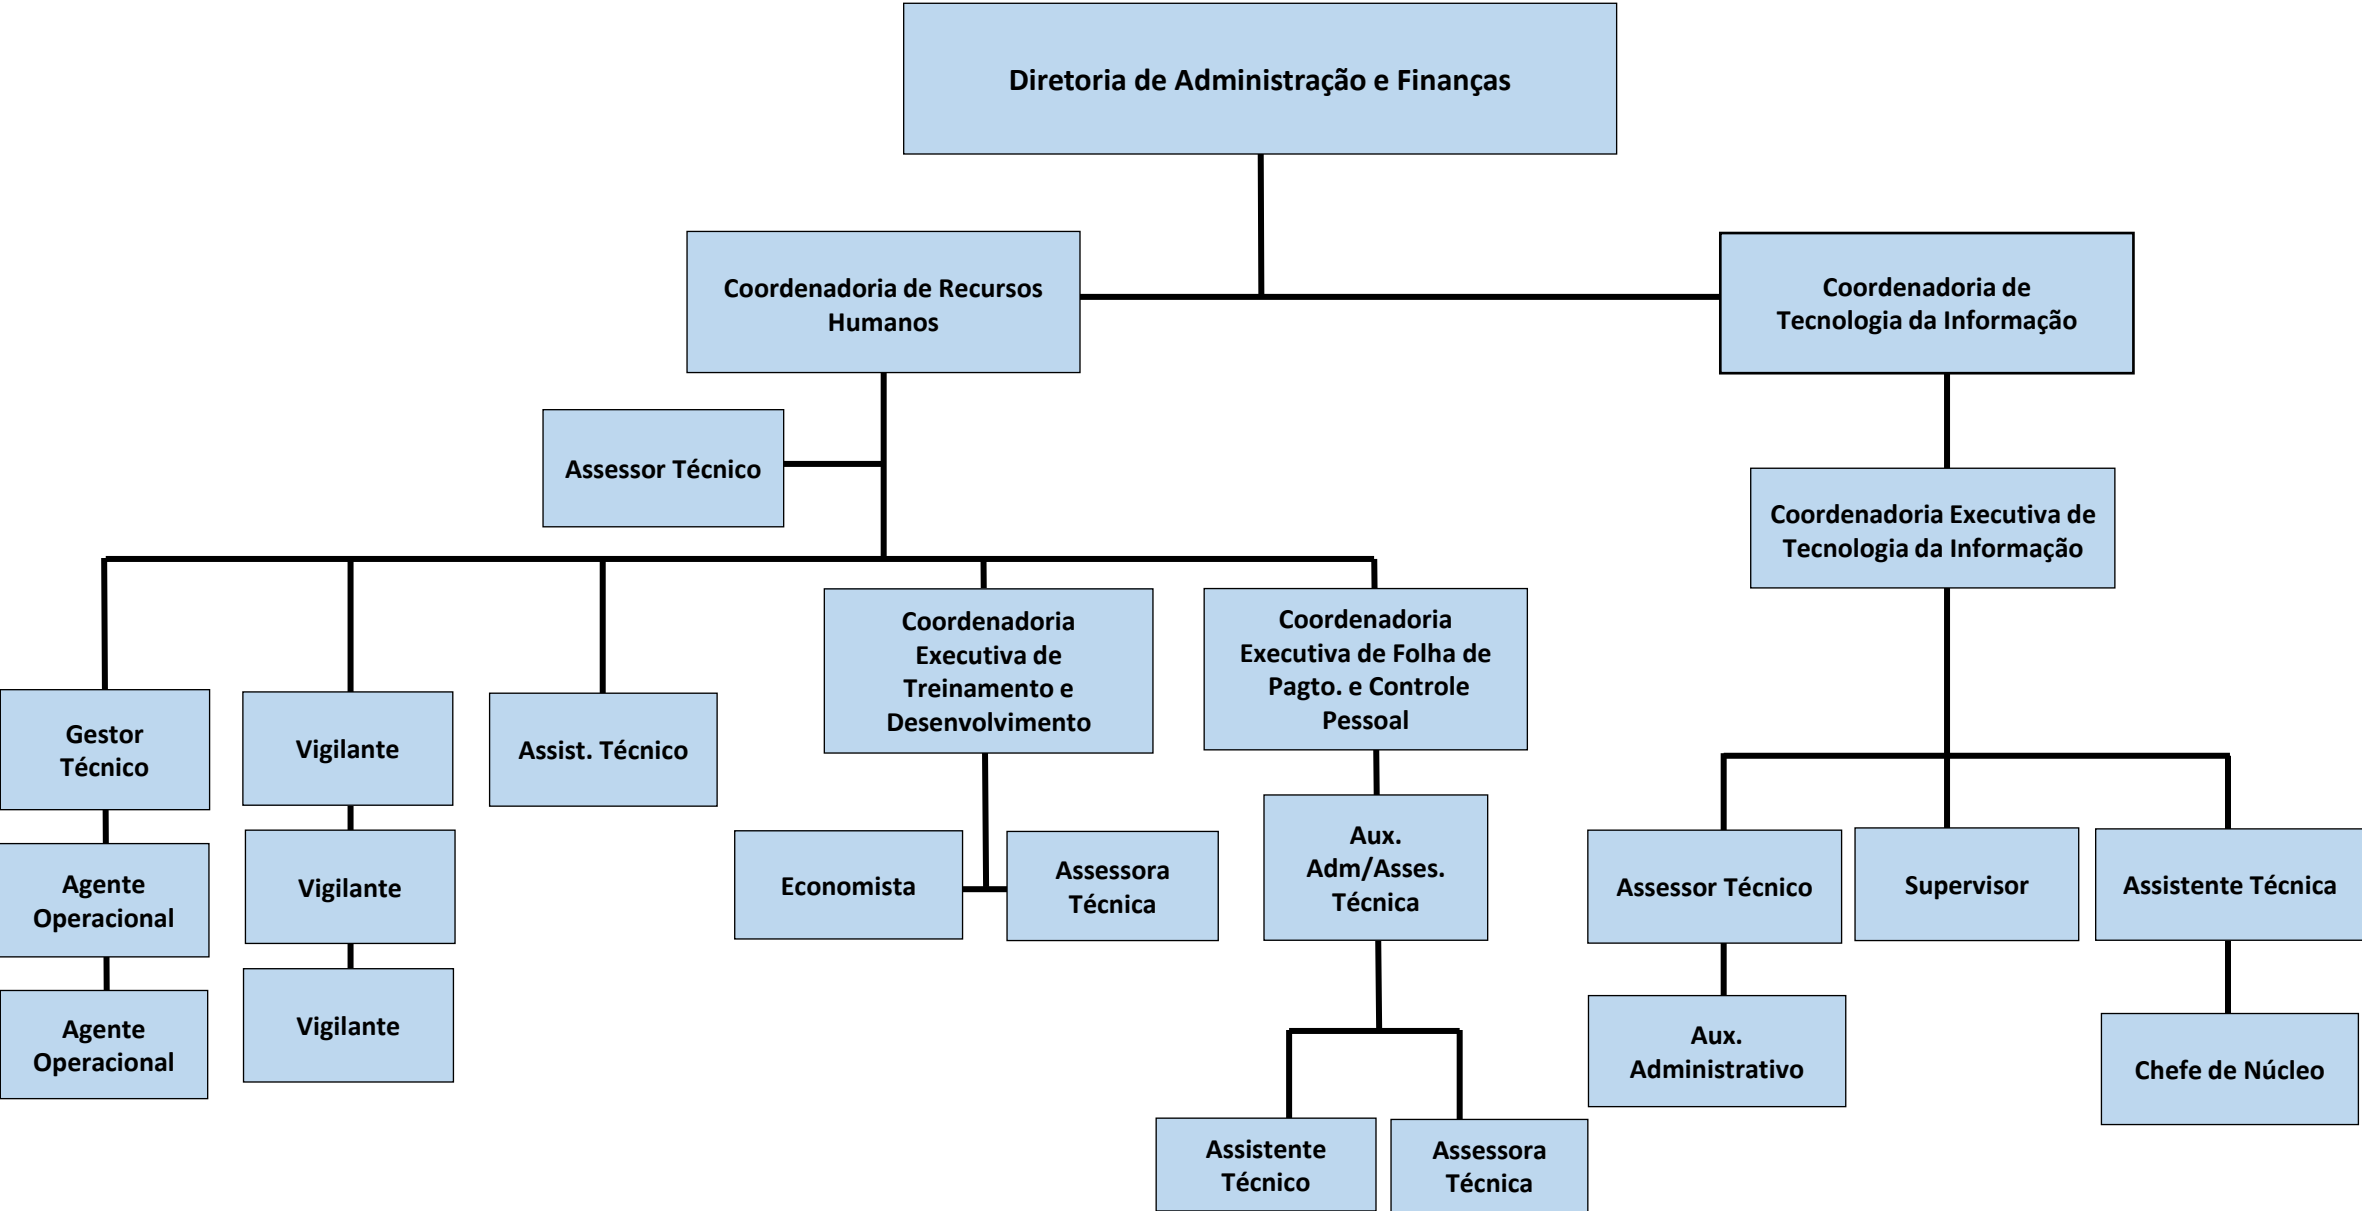 Diretoria de Administração e Finanças
Coordenadoria de Recursos
Humanos
Coordenadoria de
Tecnologia da Informação
Assessor Técnico
Coordenadoria Executiva de
Tecnologia da Informação
Gestor
Técnico
Vigilante
Assist. Técnico
Coordenadoria
Executiva de
Treinamento e
Desenvolvimento
Coordenadoria
Executiva de Folha de
Pagto. e Controle
Pessoal
Agente
Operacional
Vigilante
Economista
Assessora
Técnica
Aux.
Adm/Asses.
Técnica
Assessor Técnico
Supervisor
Assistente Técnica
Agente
Operacional
Vigilante
Aux.
Administrativo
Chefe de Núcleo
Assistente
Técnico
Assessora
Técnica